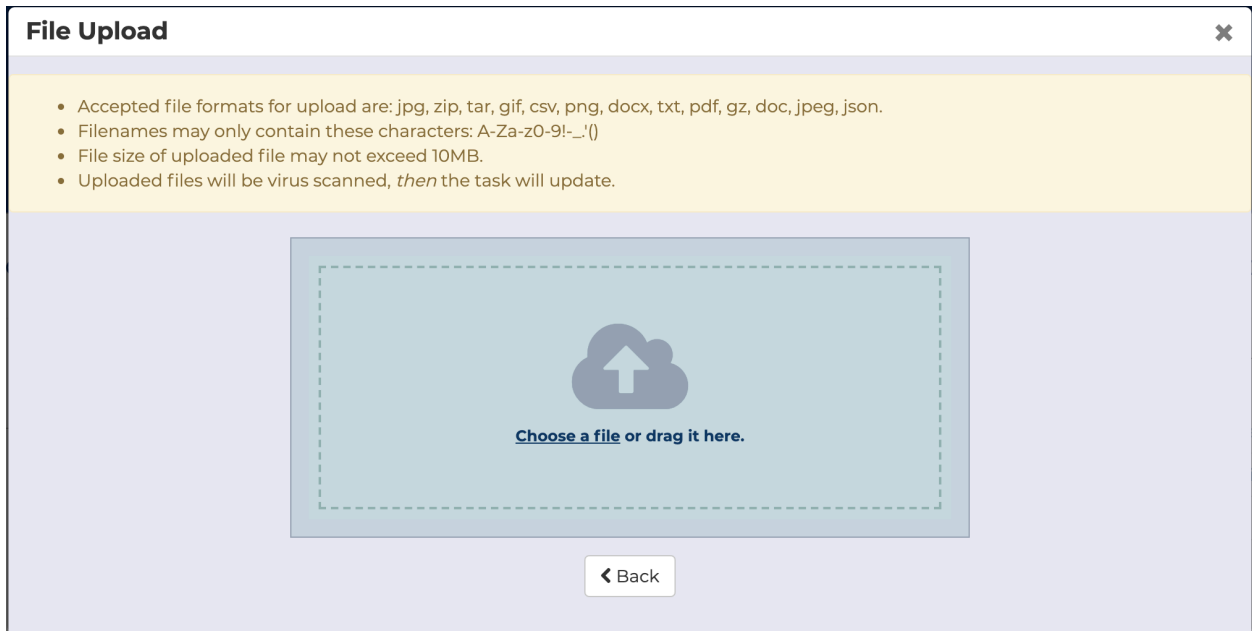 File Upload
Accepted file formats for upload are: jpg, zip, tar, gif, csv, png, docx, txt, pdf, gz, doc, jpeg, json.
Filenames may only contain these characters: A-Za-z0-9!-_.'()
File size of uploaded file may not exceed 10MB.
Uploaded files will be virus scanned, then the task will update.
Choose a file or drag it here.
Back